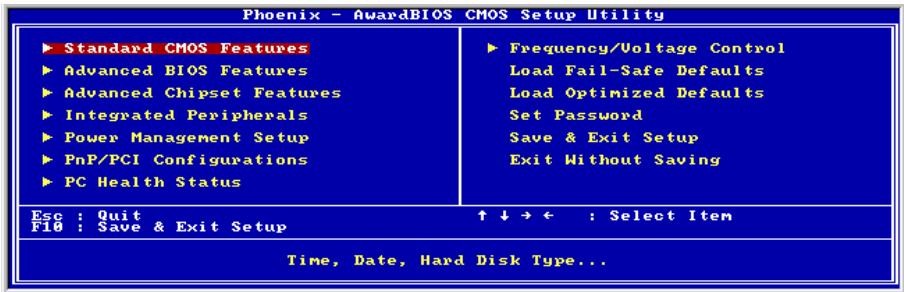 Phoenix - AwardBIOS CMOS Setup Utility
► Standard CMOS Features
► Advanced BIOS Features
► Advanced Chipset Features
► Integrated Peripherals
► Power Management Setup
► PnP/PCI Configurations
► PC Health Status
► Frequency/Voltage Control
Load Fail-Safe Defaults
Load Optimized Defaults
Set Password
Save & Exit Setup
Exit Without Saving
Esc : Quit
F10 : Save & Exit Setup
↑ ↓ → ← : Select Item
Time, Date, Hard Disk Type...